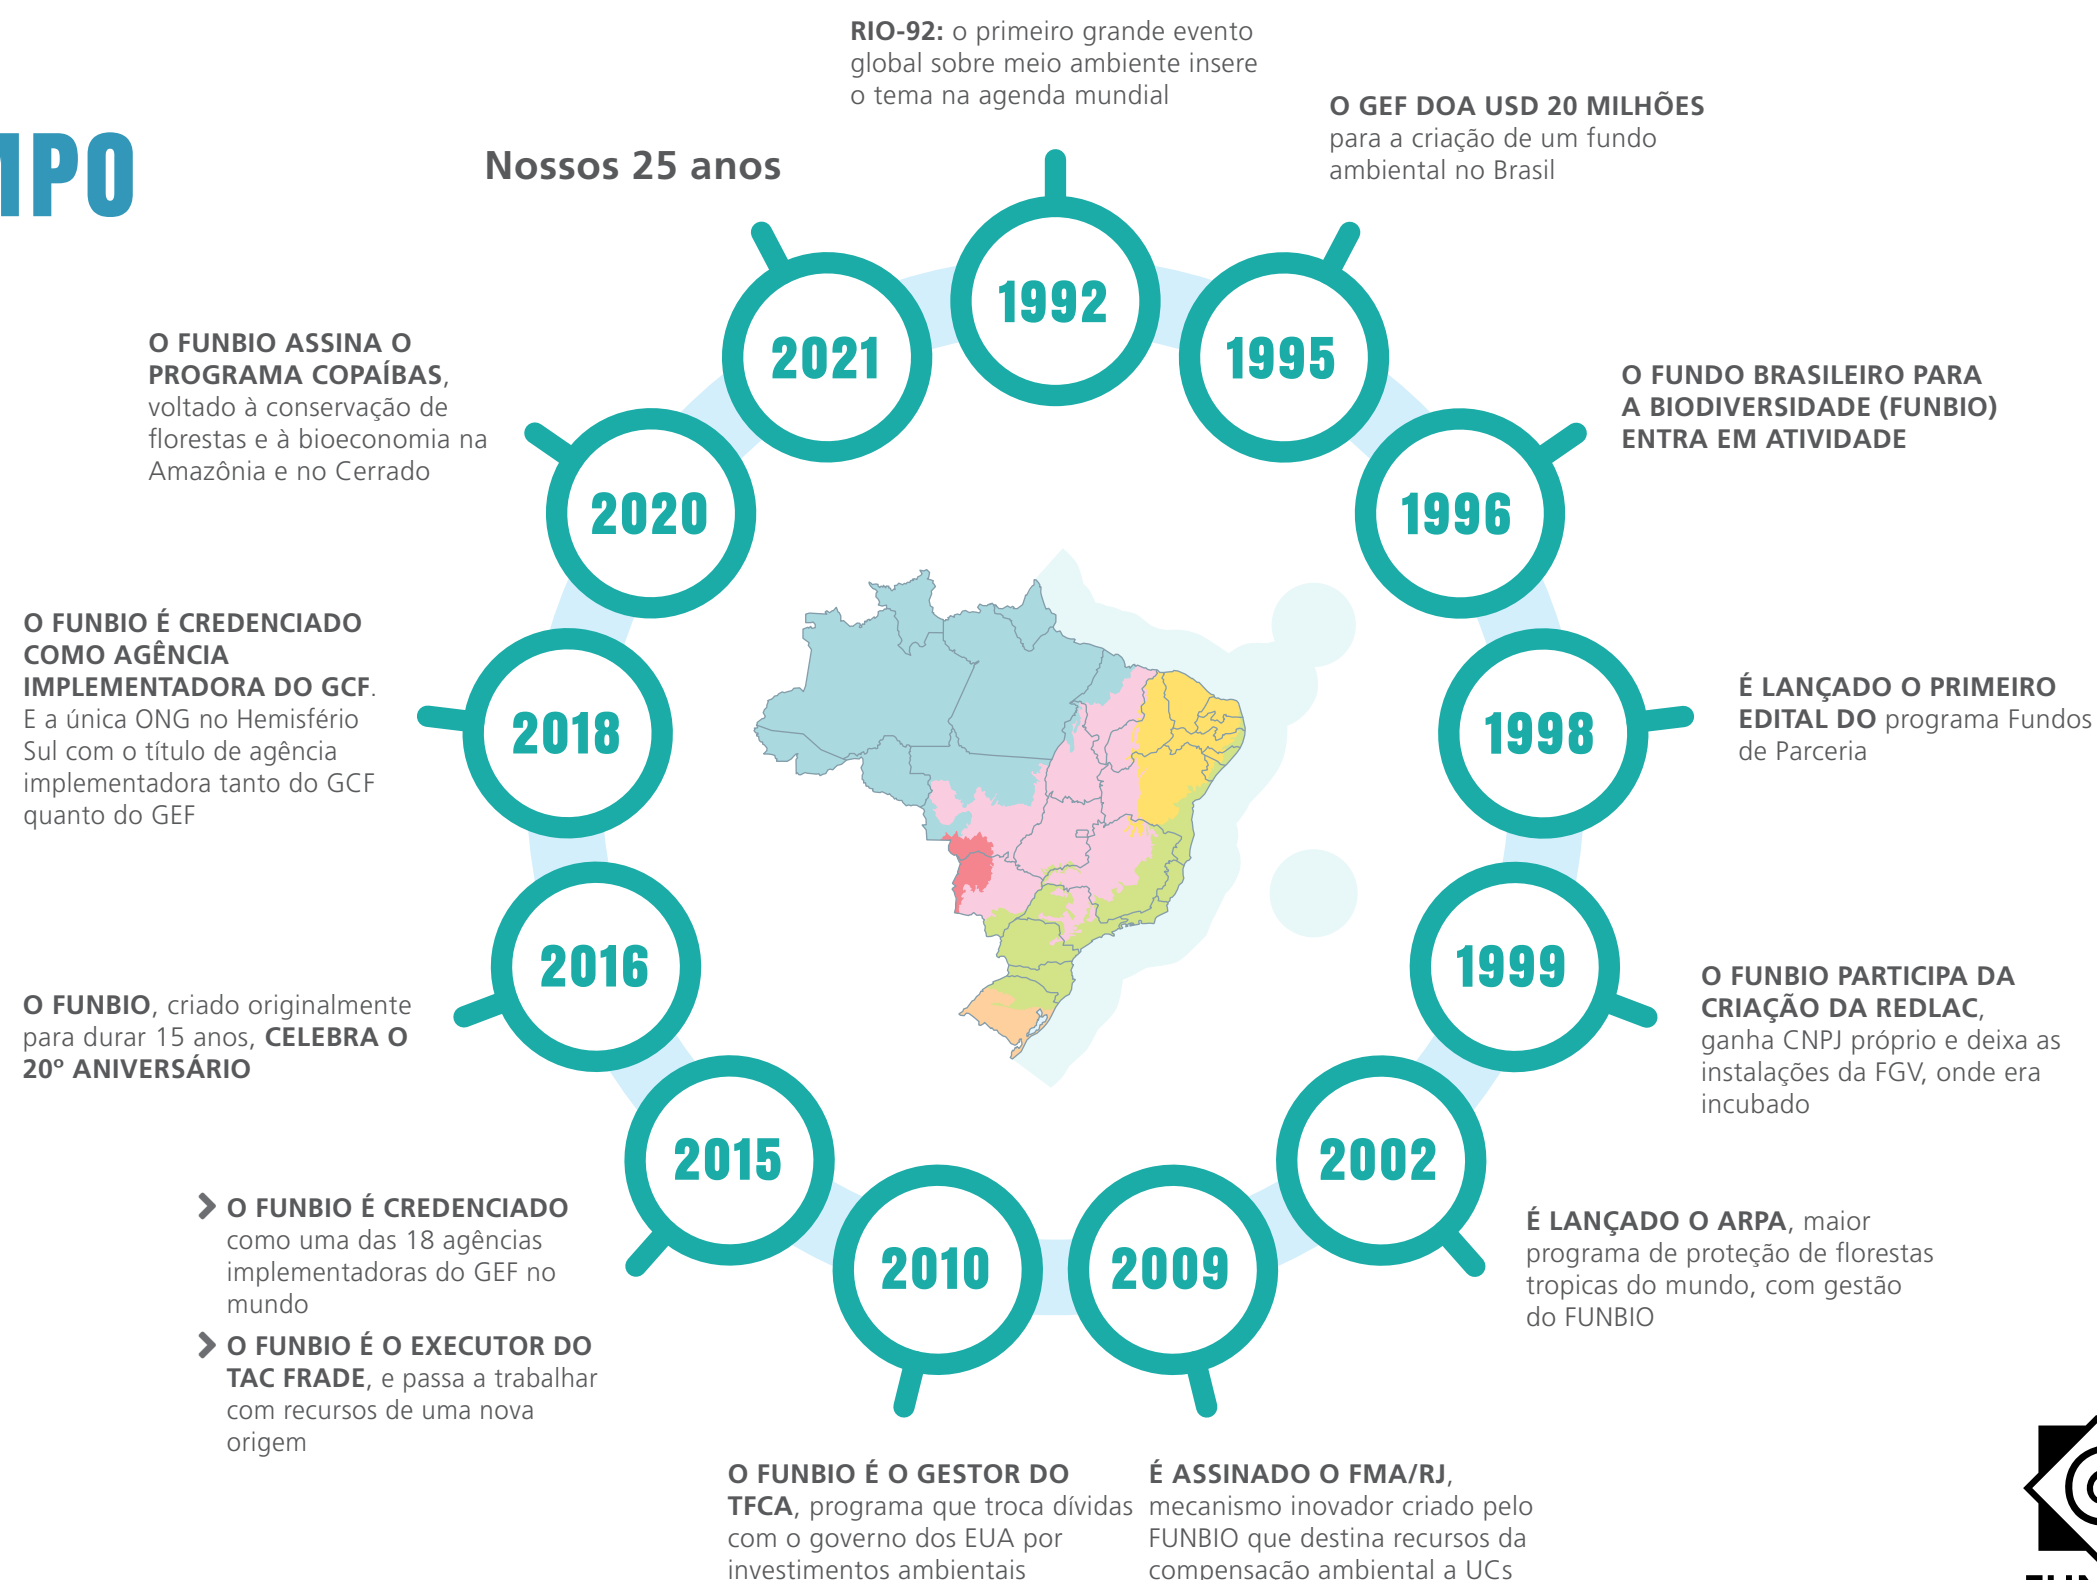 RIO-92: o primeiro grande evento
global sobre meio ambiente insere
o tema na agenda mundial
O GEF DOA USD 20 MILHÕES
para a criação de um fundo
ambiental no Brasil
Nossos 25 anos
1992
2021
1995
O FUNBIO ASSINA O
PROGRAMA COPAÍBAS,
voltado à conservação de
florestas e à bioeconomia na
Amazônia e no Cerrado
O FUNDO BRASILEIRO PARA
A BIODIVERSIDADE (FUNBIO)
ENTRA EM ATIVIDADE
2020
1996
O FUNBIO É CREDENCIADO
COMO AGÊNCIA
IMPLEMENTADORA DO GCF.
E a única ONG no Hemisfério
Sul com o título de agência
implementadora tanto do GCF
quanto do GEF
2018
1998
É LANÇADO O PRIMEIRO
EDITAL DO programa Fundos
de Parceria
2016
1999
O FUNBIO, criado originalmente
para durar 15 anos, CELEBRA O
20º ANIVERSÁRIO
O FUNBIO PARTICIPA DA
CRIAÇÃO DA REDLAC,
ganha CNPJ próprio e deixa as
instalações da FGV, onde era
incubado
2015
2002
O FUNBIO É CREDENCIADO
como uma das 18 agências
implementadoras do GEF no
mundo
O FUNBIO É O EXECUTOR DO
TAC FRADE, e passa a trabalhar
com recursos de uma nova
origem
2010
2009
É LANÇADO O ARPA, maior
programa de proteção de florestas
tropicas do mundo, com gestão
do FUNBIO
O FUNBIO É O GESTOR DO
TFCA, programa que troca dívidas
com o governo dos EUA por
investimentos ambientais
É ASSINADO O FMA/RJ,
mecanismo inovador criado pelo
FUNBIO que destina recursos da
compensação ambiental a UCs